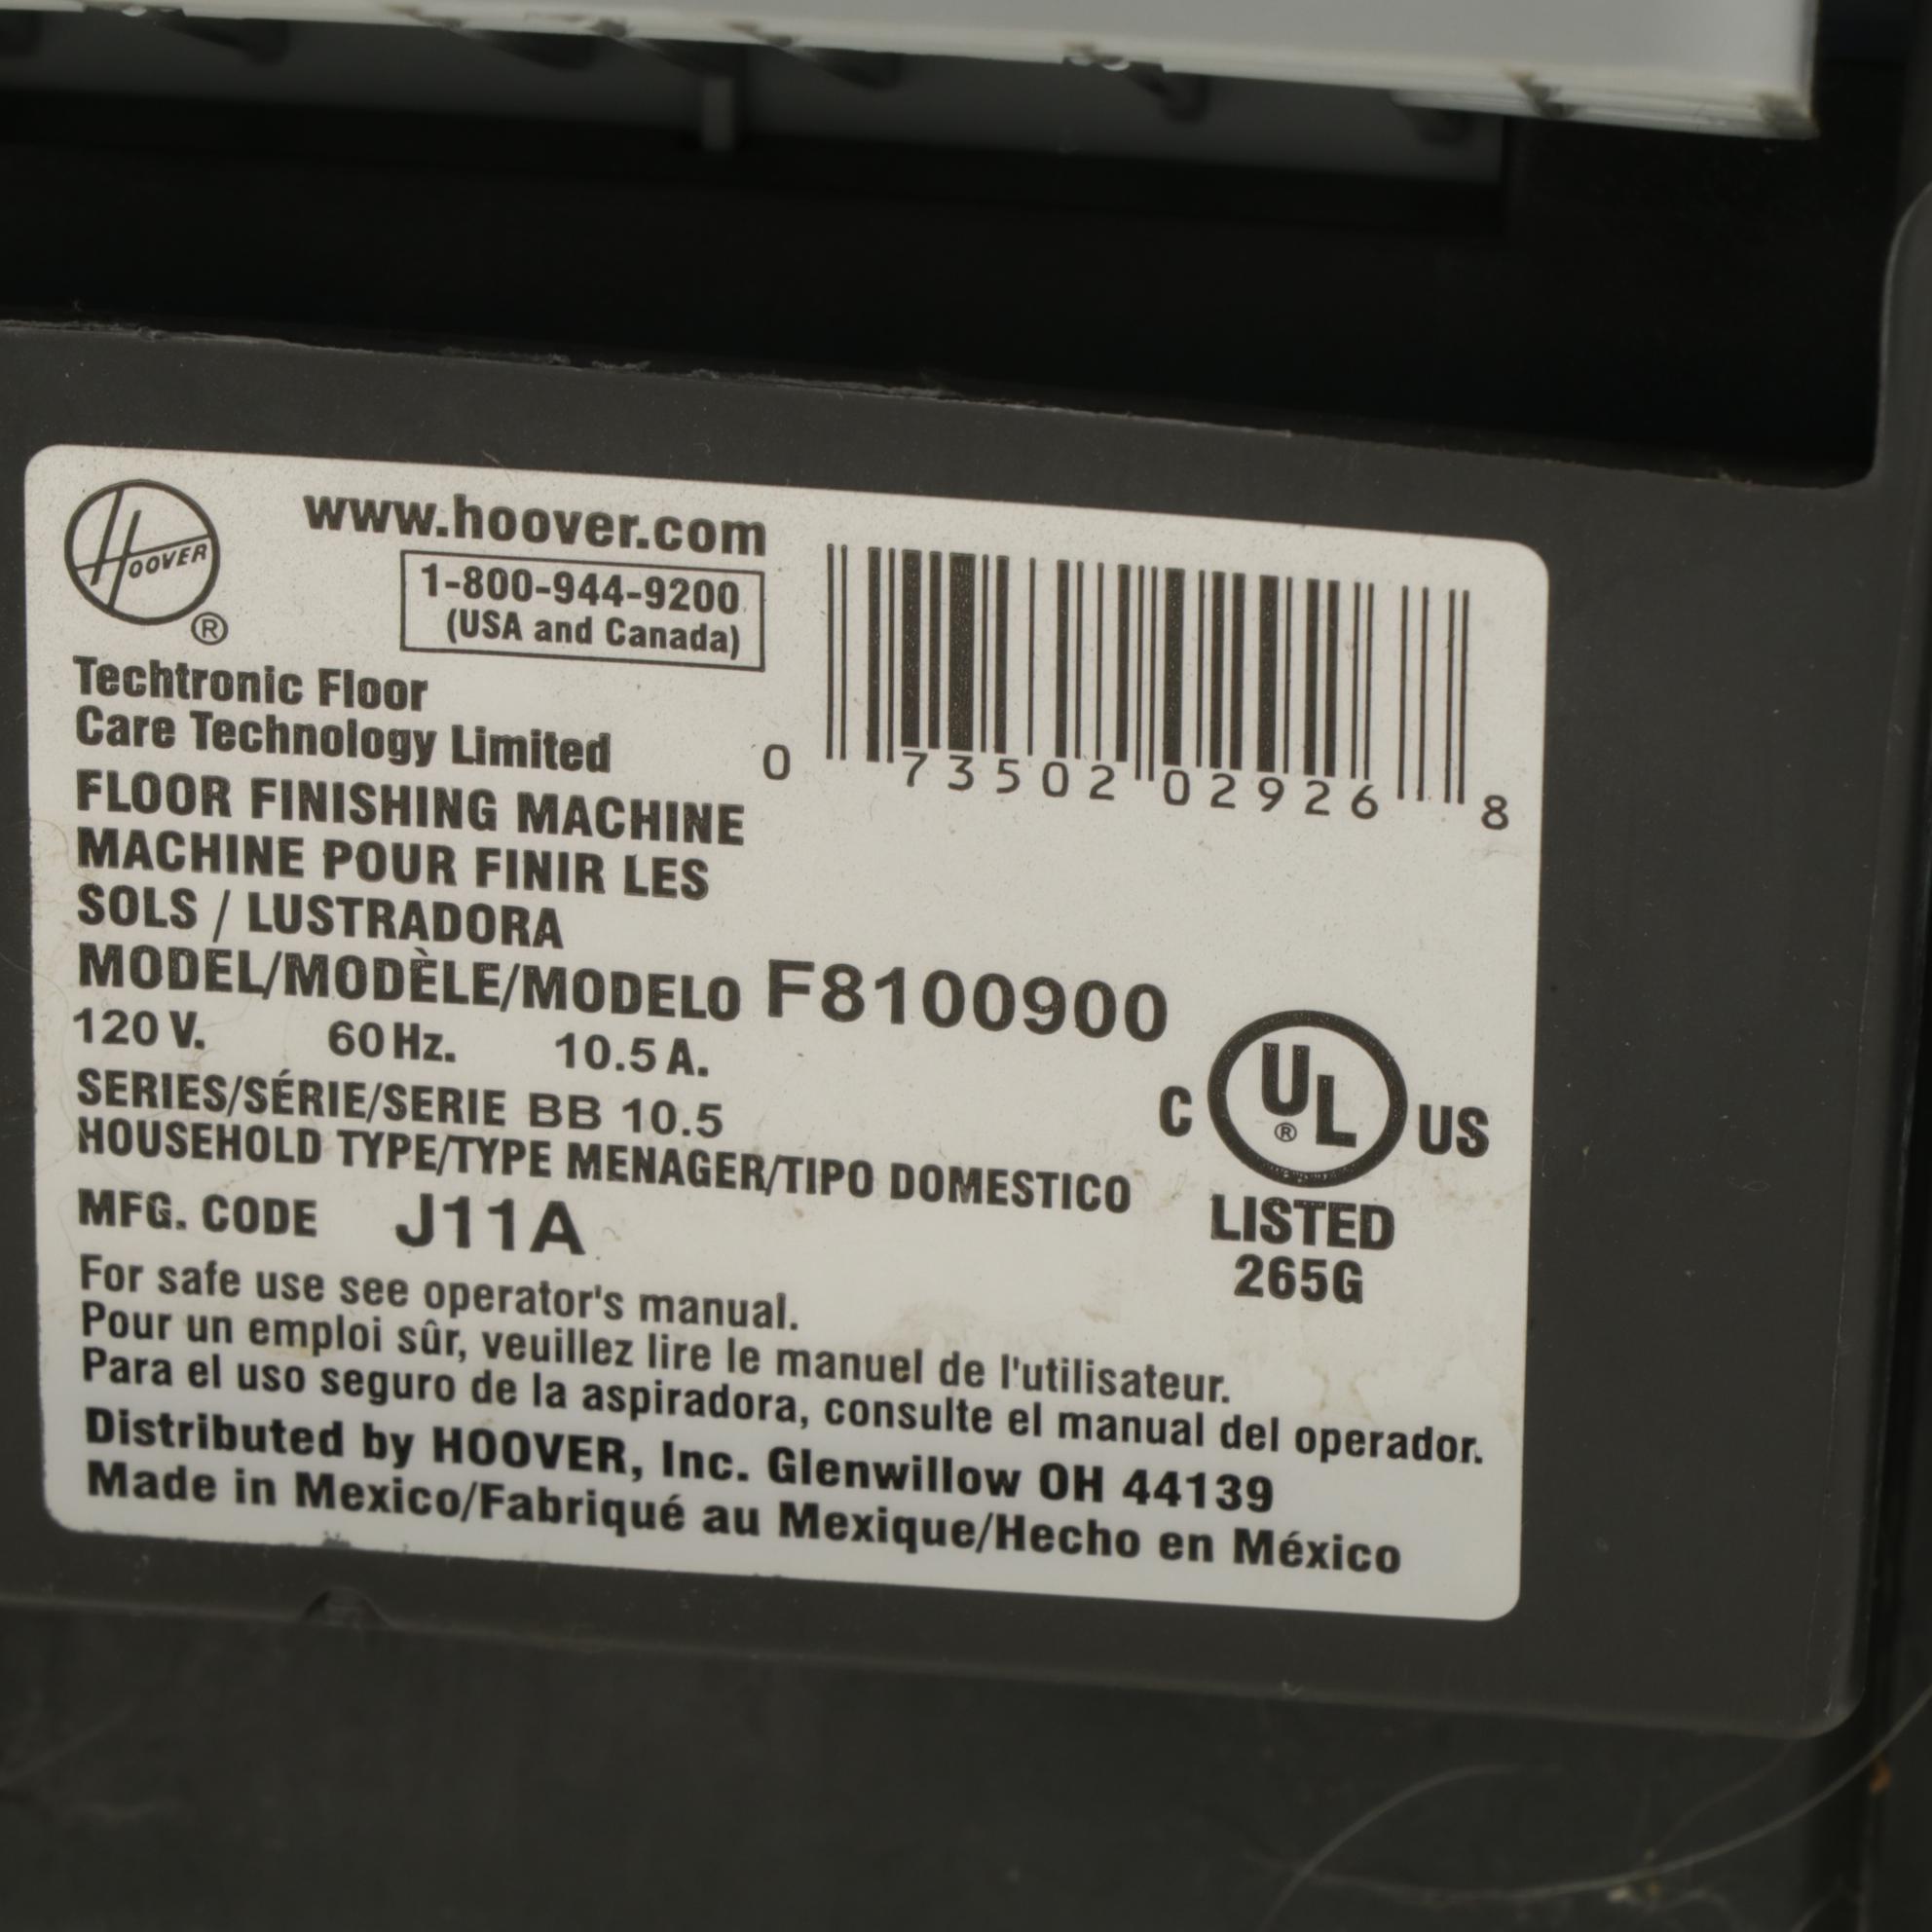 HOOVER
®
www.hoover.com
1-800-944-9200
(USA and Canada)
Techtronic Floor
Care Technology Limited
0 73502 02926 8
FLOOR FINISHING MACHINE
MACHINE POUR FINIR LES
SOLS / LUSTRADORA
MODEL/MODÈLE/MODELO F8100900
120 V. 60 Hz. 10.5 A.
SERIES/SÉRIE/SERIE BB 10.5
HOUSEHOLD TYPE/TYPE MENAGER/TIPO DOMESTICO
MFG. CODE J11A
C UL ® US
LISTED
265G
For safe use see operator's manual.
Pour un emploi sûr, veuillez lire le manuel de l'utilisateur.
Para el uso seguro de la aspiradora, consulte el manual del operador.
Distributed by HOOVER, Inc. Glenwillow OH 44139
Made in Mexico/Fabriqué au Mexique/Hecho en México